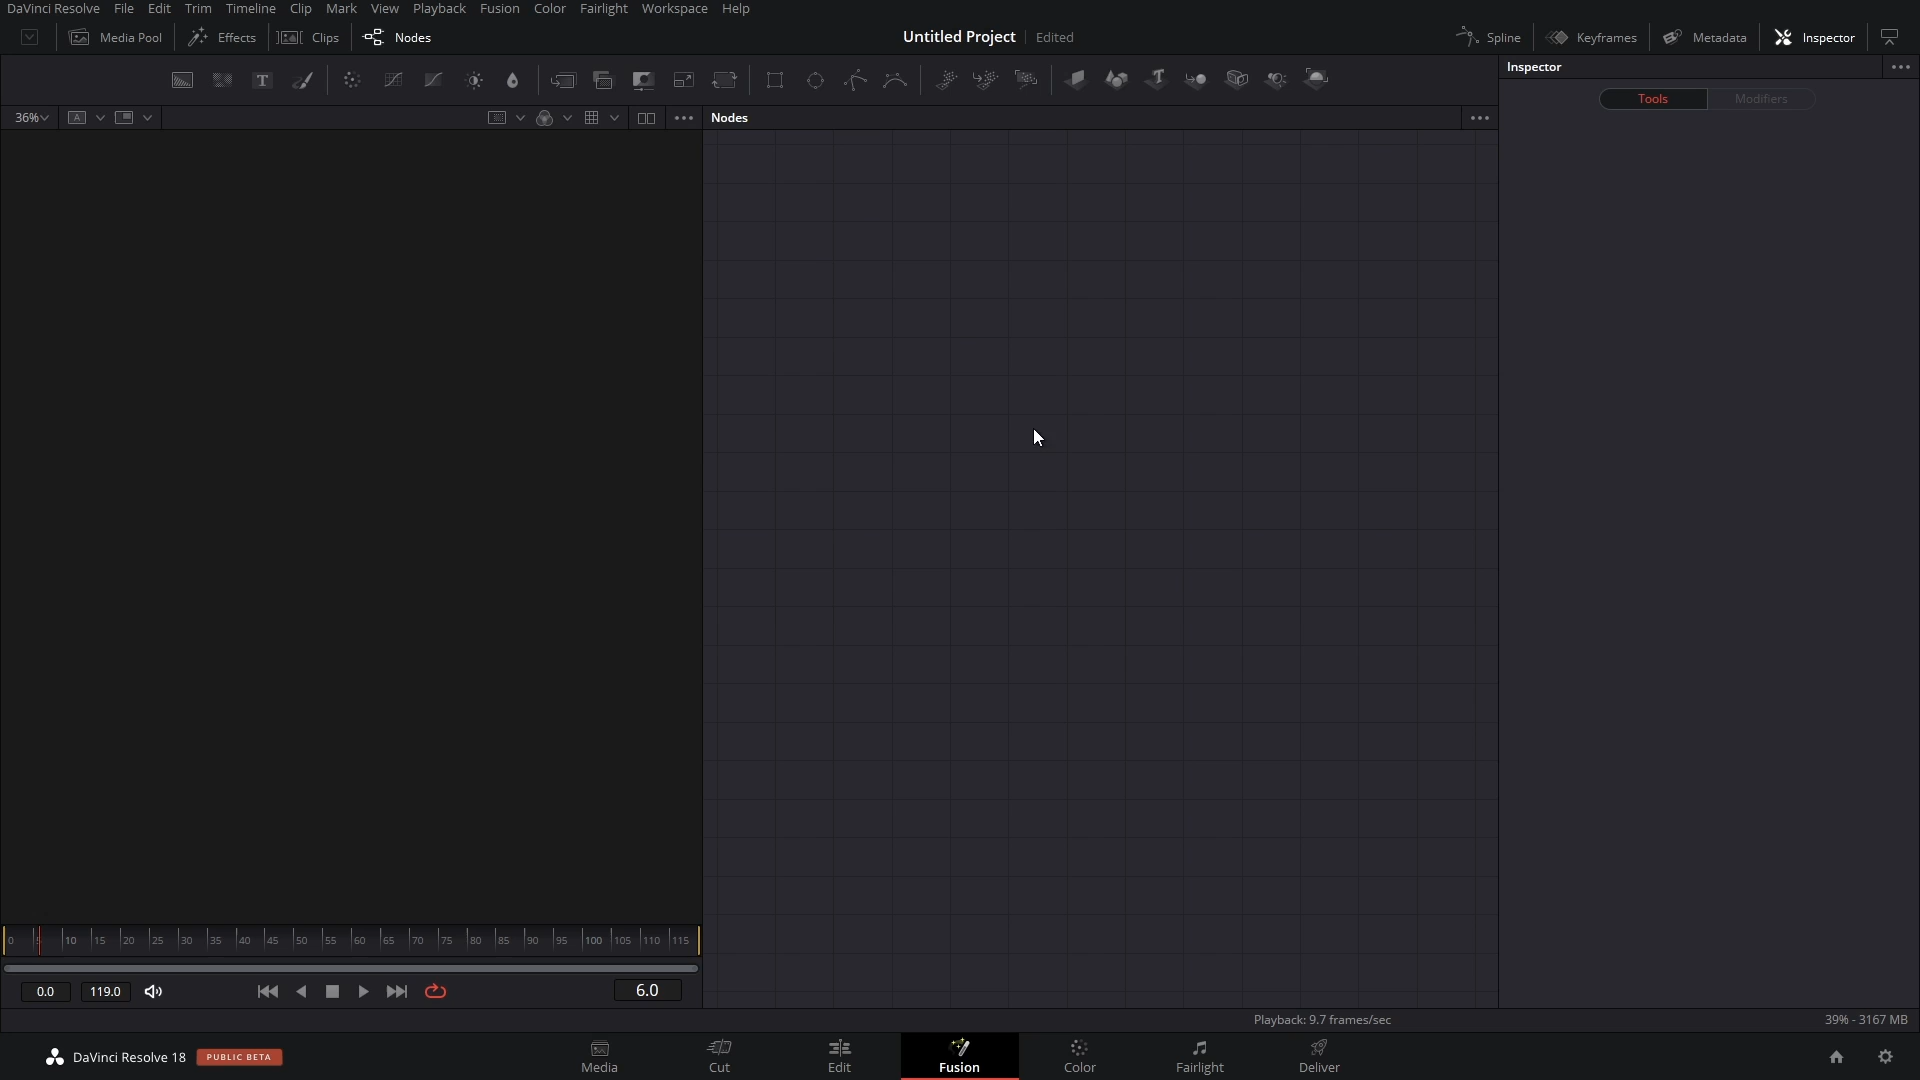 DaVinci Resolve File Edit Trim Timeline Clip Mark View Playback Fusion Color Fairlight Workspace Help
Media Pool Effects Clips Nodes Untitled Project Edited Spline Keyframes Metadata Inspector
T T
Inspector
Tools Modifiers
36% A Nodes
0 5 10 15 20 25 30 35 40 45 50 55 60 65 70 75 80 85 90 95 100 105 110 115
0.0 119.0 6.0
Playback: 9.7 frames/sec 39% - 3167 MB
DaVinci Resolve 18 PUBLIC BETA Media Cut Edit Fusion Color Fairlight Deliver